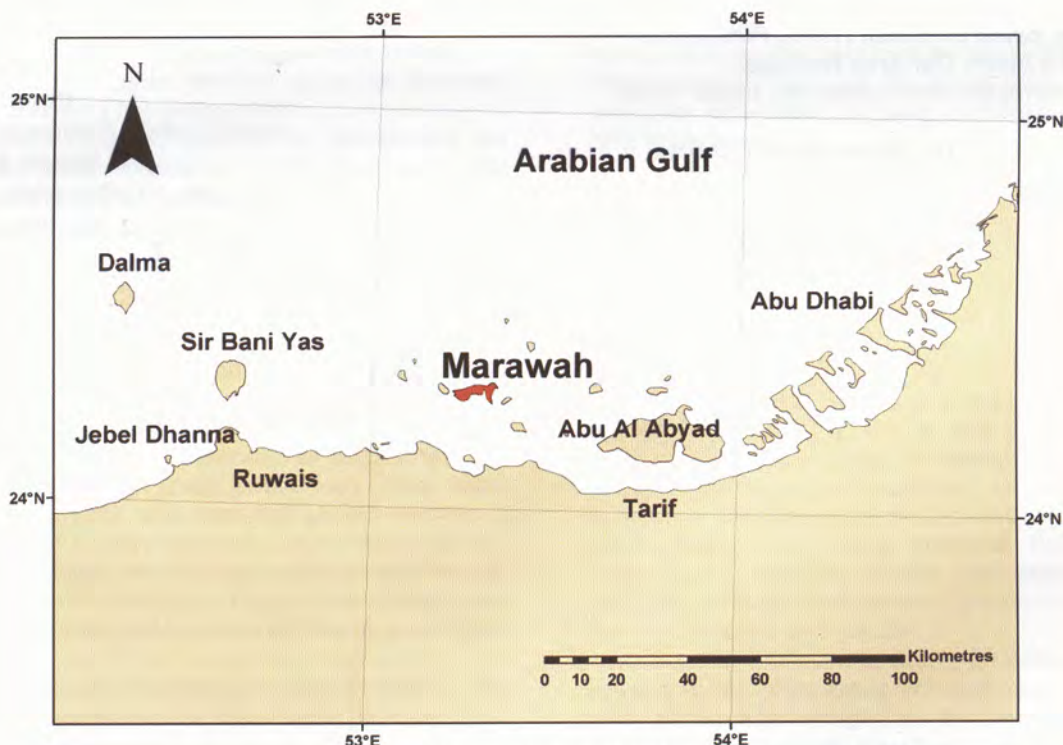 53°E 54°E
N
25°N
25°N
Arabian Gulf
Dalma
Abu Dhabi
Sir Bani Yas
Marawah
Jebel Dhanna
Abu Al Abyad
Ruwais
24°N
Tarif
24°N
Kilometres
0 10 20 40 60 80 100
53°E 54°E